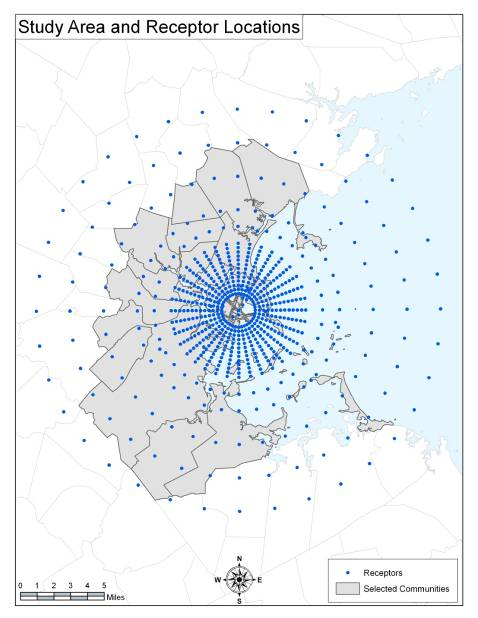 Study Area and Receptor Locations
N
W E
S
0 1 2 3 4 5
Miles
Receptors
Selected Communities